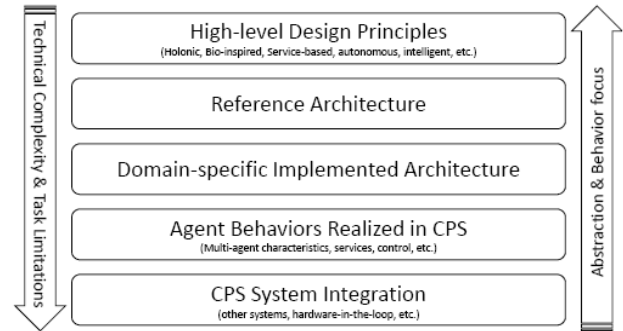 Technical Complexity & Task Limitations
High-level Design Principles
(Holonic, Bio-inspired, Service-based, autonomous, intelligent, etc.)
Reference Architecture
Domain-specific Implemented Architecture
Agent Behaviors Realized in CPS
(Multi-agent characteristics, services, control, etc.)
CPS System Integration
(other systems, hardware-in-the-loop, etc.)
Abstraction & Behavior focus